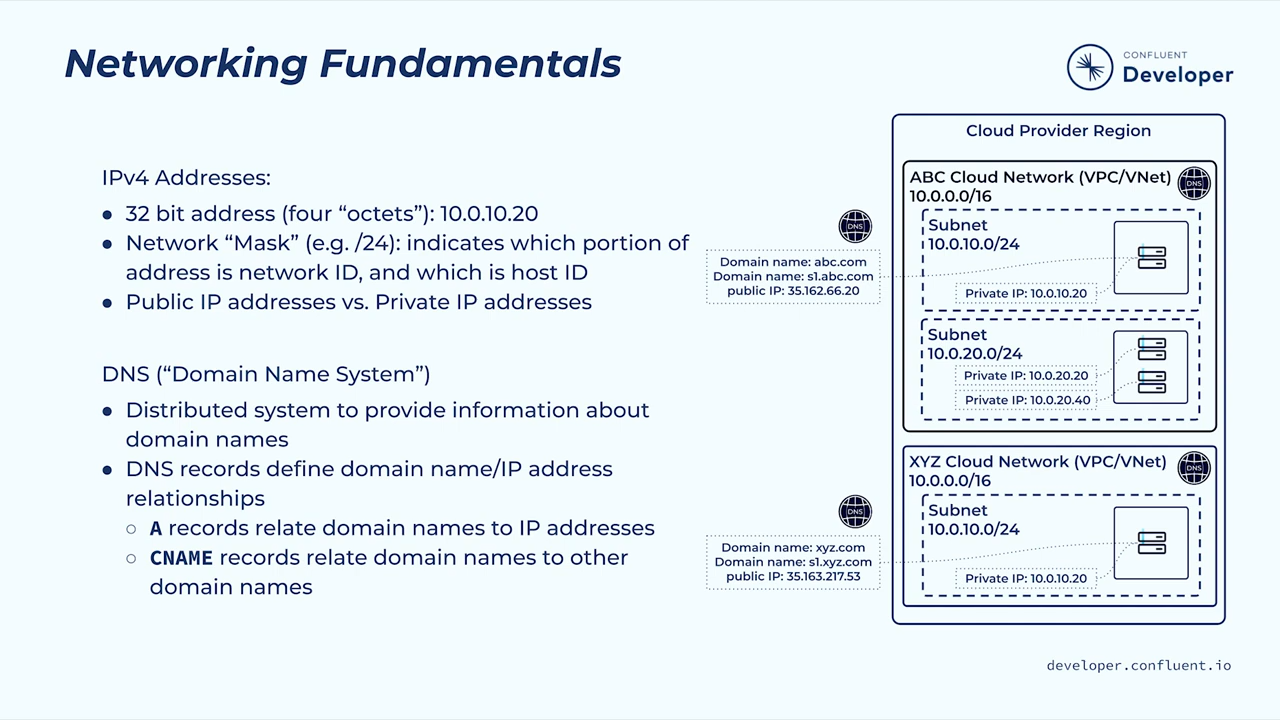 Networking Fundamentals
CONFLUENT
Developer
IPv4 Addresses:
● 32 bit address (four “octets”): 10.0.10.20
● Network “Mask” (e.g. /24): indicates which portion of
address is network ID, and which is host ID
● Public IP addresses vs. Private IP addresses
DNS (“Domain Name System”)
● Distributed system to provide information about
domain names
● DNS records define domain name/IP address
relationships
○ A records relate domain names to IP addresses
○ CNAME records relate domain names to other
domain names
DNS
Domain name: abc.com
Domain name: s1.abc.com
public IP: 35.162.66.20
DNS
Domain name: xyz.com
Domain name: s1.xyz.com
public IP: 35.163.217.53
Cloud Provider Region
ABC Cloud Network (VPC/VNet)
DNS
10.0.0.0/16
Subnet
10.0.10.0/24
Private IP: 10.0.10.20
Subnet
10.0.20.0/24
Private IP: 10.0.20.20
Private IP: 10.0.20.40
XYZ Cloud Network (VPC/VNet)
DNS
10.0.0.0/16
Subnet
10.0.10.0/24
Private IP: 10.0.10.20
developer.confluent.io